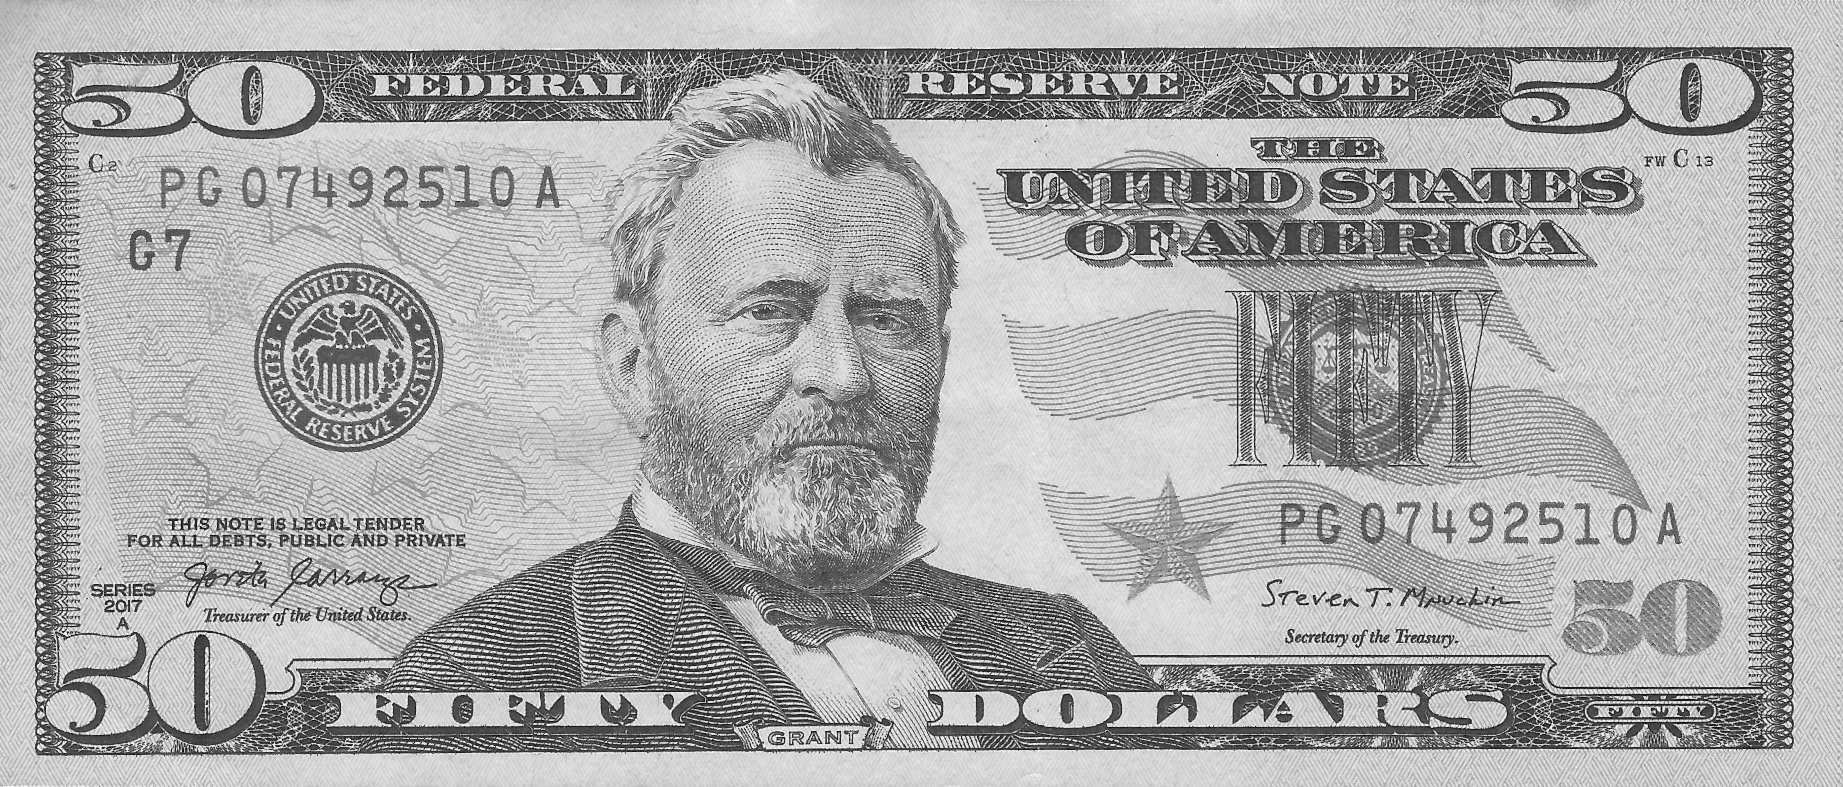 50 FEDERAL RESERVE NOTE 50
C2
PG 07492510 A
G7
THE
UNITED STATES
OF AMERICA
FW C 13
UNITED STATES
FEDERAL RESERVE SYSTEM
FIFTY
THIS NOTE IS LEGAL TENDER
FOR ALL DEBTS, PUBLIC AND PRIVATE
PG 07492510 A
SERIES
2017
A
Jovita Carranza
Treasurer of the United States.
Steven T. Mnuchin
Secretary of the Treasury.
50
50 FIFTY DOLLARS FIFTY
GRANT